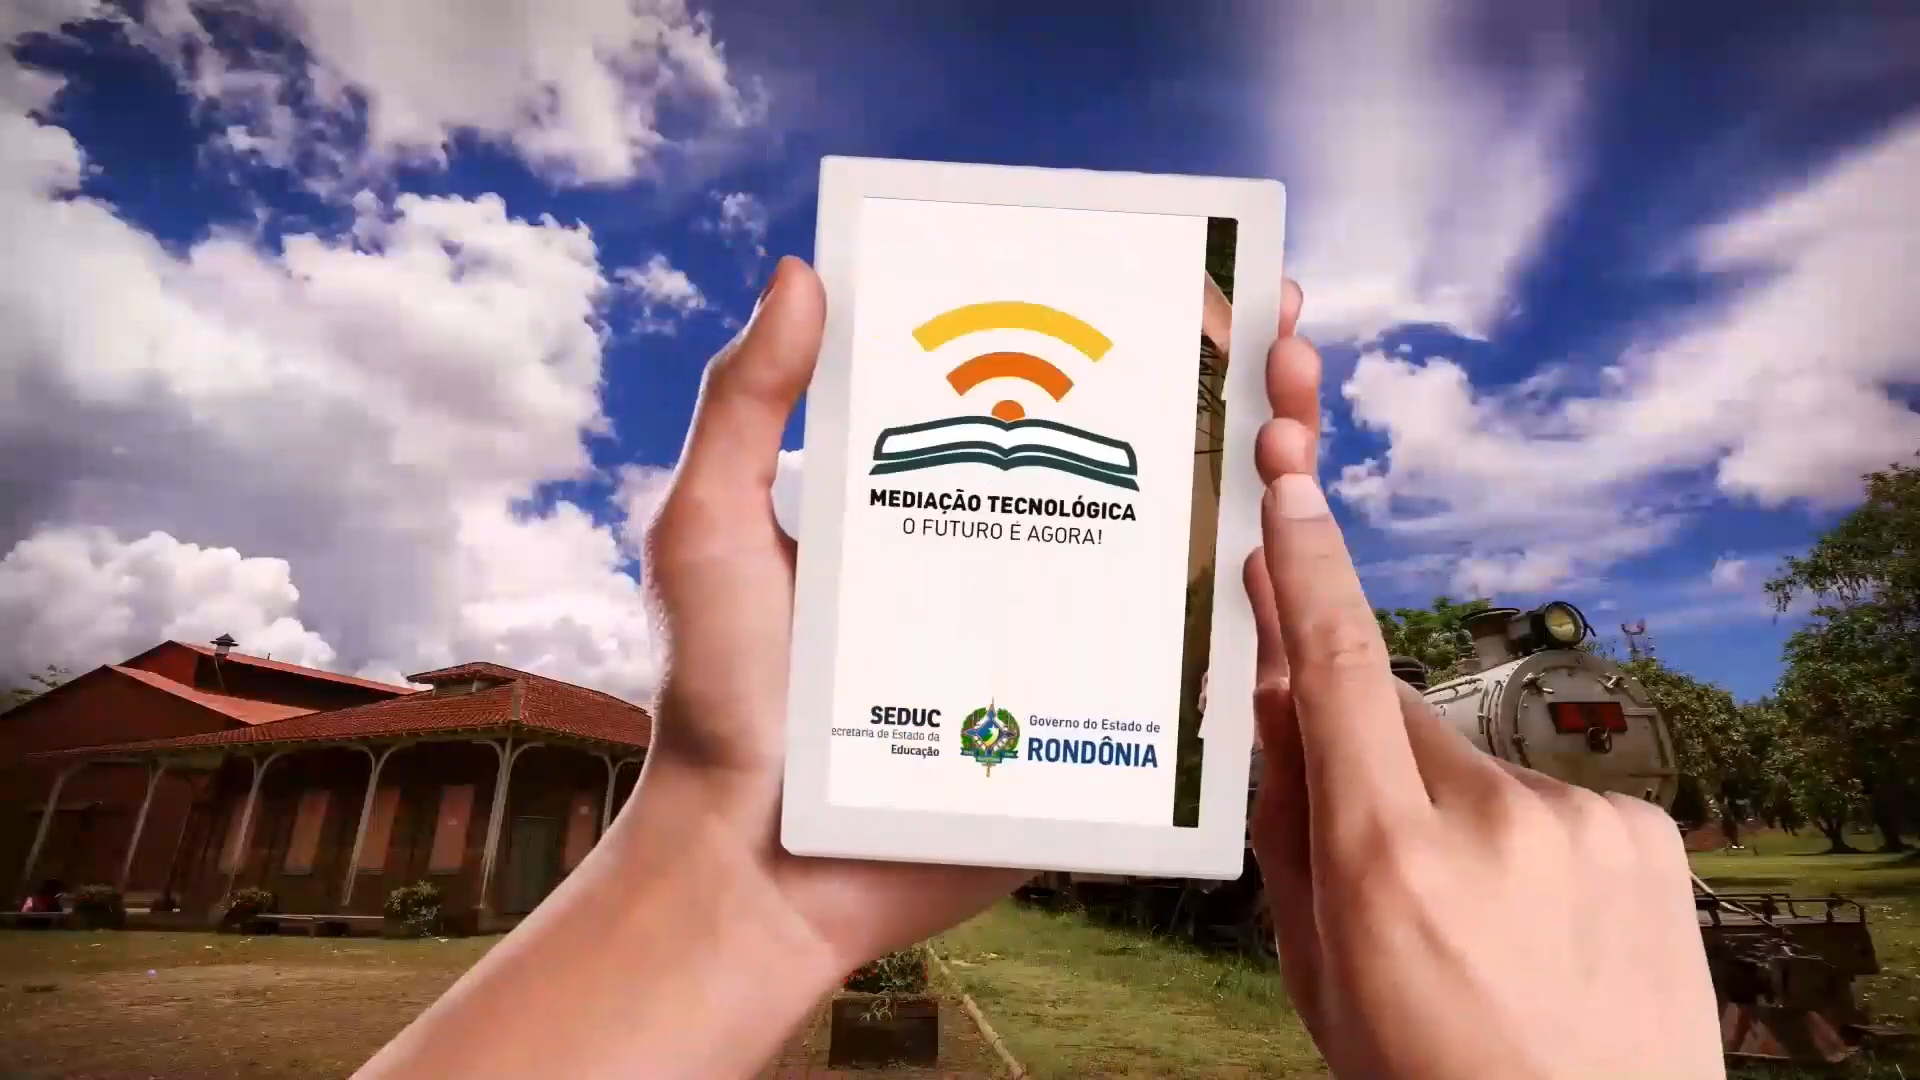 MEDIAÇÃO TECNOLÓGICA
O FUTURO É AGORA!
SEDUC
ecretaria de Estado da
Educação
Governo do Estado de
RONDÔNIA